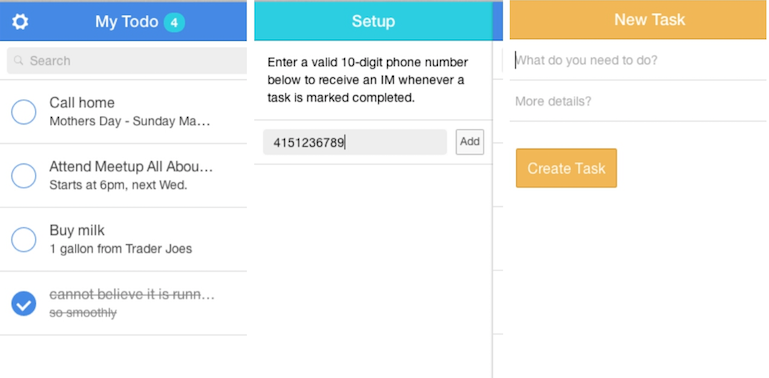 My Todo 4
Search
Call home
Mothers Day - Sunday Ma...
Attend Meetup All Abou...
Starts at 6pm, next Wed.
Buy milk
1 gallon from Trader Joes
cannot believe it is runn...
so smoothly
Setup
Enter a valid 10-digit phone number
below to receive an IM whenever a
task is marked completed.
4151236789 Add
New Task
What do you need to do?
More details?
Create Task